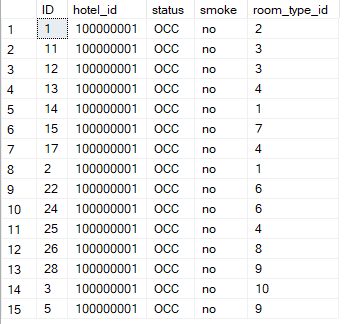 ID hotel_id status smoke room_type_id
1 1 100000001 OCC no 2
2 11 100000001 OCC no 3
3 12 100000001 OCC no 3
4 13 100000001 OCC no 4
5 14 100000001 OCC no 1
6 15 100000001 OCC no 7
7 17 100000001 OCC no 4
8 2 100000001 OCC no 1
9 22 100000001 OCC no 6
10 24 100000001 OCC no 6
11 25 100000001 OCC no 4
12 26 100000001 OCC no 8
13 28 100000001 OCC no 9
14 3 100000001 OCC no 10
15 5 100000001 OCC no 9